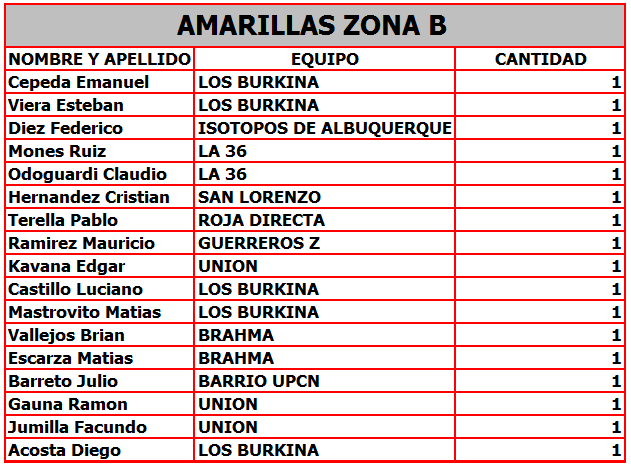 AMARILLAS ZONA B
NOMBRE Y APELLIDO EQUIPO CANTIDAD
Cepeda Emanuel LOS BURKINA 1
Viera Esteban LOS BURKINA 1
Diez Federico ISOTOPOS DE ALBUQUERQUE 1
Mones Ruiz LA 36 1
Odoguardi Claudio LA 36 1
Hernandez Cristian SAN LORENZO 1
Terella Pablo ROJA DIRECTA 1
Ramirez Mauricio GUERREROS Z 1
Kavana Edgar UNION 1
Castillo Luciano LOS BURKINA 1
Mastrovito Matias LOS BURKINA 1
Vallejos Brian BRAHMA 1
Escarza Matias BRAHMA 1
Barreto Julio BARRIO UPCN 1
Gauna Ramon UNION 1
Jumilla Facundo UNION 1
Acosta Diego LOS BURKINA 1